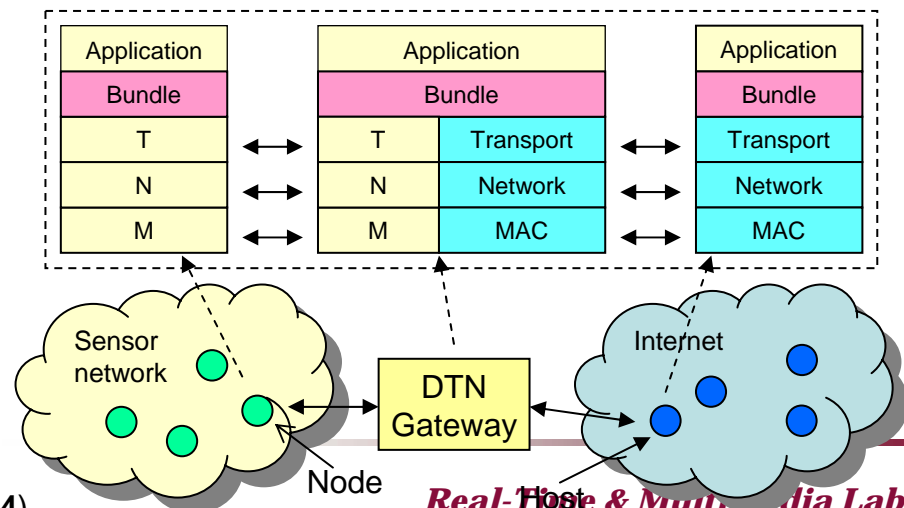 Application Application Application
Bundle Bundle Bundle
T T Transport Transport
N N Network Network
M M MAC MAC
Sensor
network
Internet
DTN
Gateway
Node
Host
4)
Real-Time & Multimedia Lab